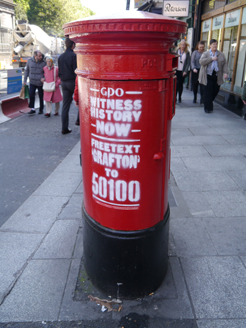 GPO
WITNESS
HISTORY
NOW
FREETEXT
'GRAFTON'
TO
50100